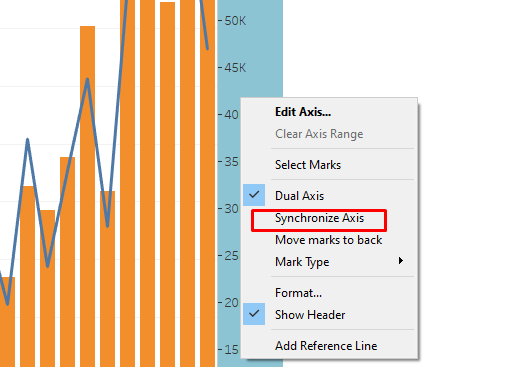 50K
45K
40
35
30
25
20
15
Edit Axis...
Clear Axis Range
Select Marks
Dual Axis
Synchronize Axis
Move marks to back
Mark Type
Format...
Show Header
Add Reference Line